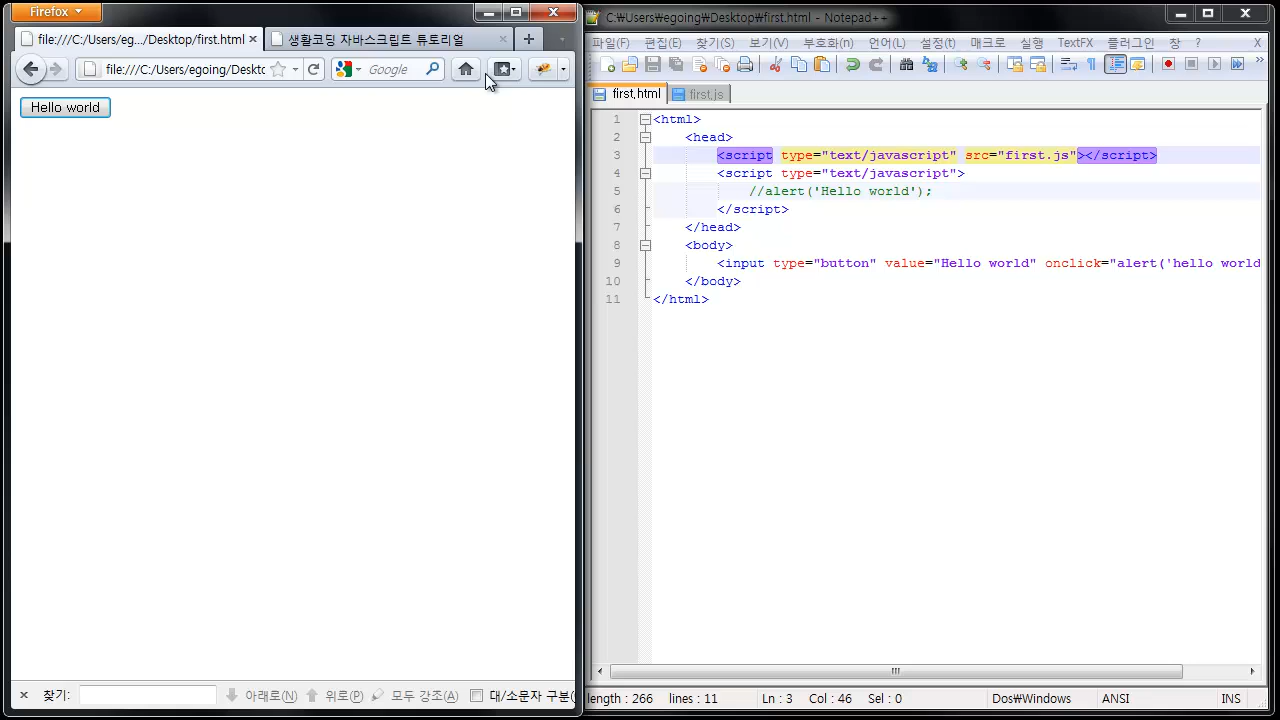 Firefox
file:///C:/Users/eg.../Desktop/first.html
생활코딩 자바스크립트 튜토리얼
file:///C:/Users/egoing/Deskto
Google
Hello world
찾기:
아래로(N)
위로(P)
모두 강조(A)
대/소문자 구분(
C:₩Users₩egoing₩Desktop₩first.html - Notepad++
파일(F) 편집(E) 찾기(S) 보기(V) 부호화(N) 언어(L) 설정(t) 매크로 실행 TextFX 플러그인 창 ? X
first.html
first.js
1 <html>
2 <head>
3 <script type="text/javascript" src="first.js"></script>
4 <script type="text/javascript">
5 //alert('Hello world');
6 </script>
7 </head>
8 <body>
9 <input type="button" value="Hello world" onclick="alert('hello world
10 </body>
11 </html>
length : 266 lines : 11 Ln : 3 Col : 46 Sel : 0 Dos₩Windows ANSI INS